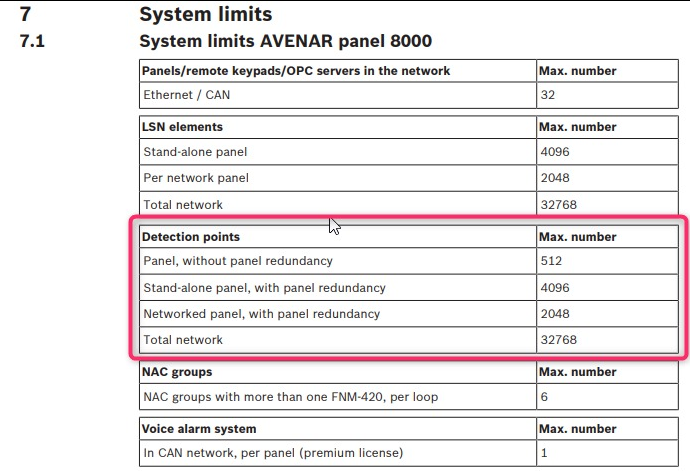 7 System limits
7.1 System limits AVENAR panel 8000
Panels/remote keypads/OPC servers in the network Max. number
Ethernet / CAN 32
LSN elements Max. number
Stand-alone panel 4096
Per network panel 2048
Total network 32768
Detection points Max. number
Panel, without panel redundancy 512
Stand-alone panel, with panel redundancy 4096
Networked panel, with panel redundancy 2048
Total network 32768
NAC groups Max. number
NAC groups with more than one FNM-420, per loop 6
Voice alarm system Max. number
In CAN network, per panel (premium license) 1